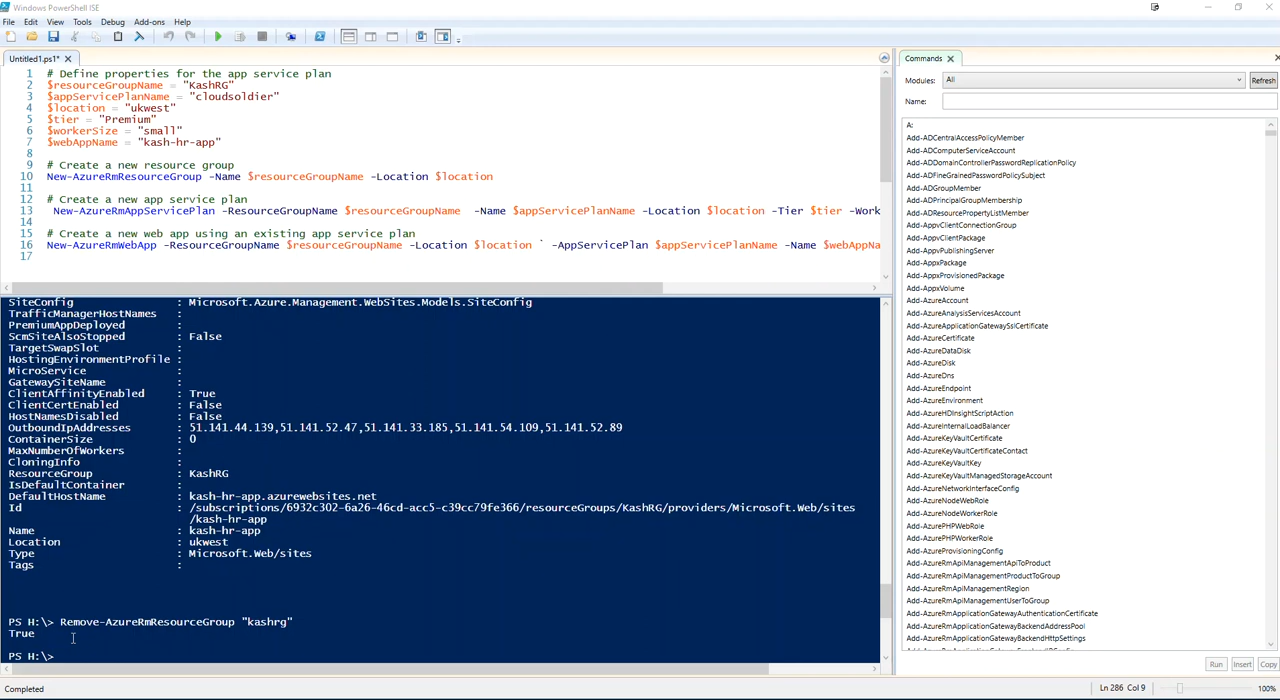 Windows PowerShell ISE
File Edit View Tools Debug Add-ons Help
Untitled1.ps1*
1 # Define properties for the app service plan
2 $resourceGroupName = "KashRG"
3 $appServicePlanName = "cloudsoldier"
4 $location = "ukwest"
5 $tier = "Premium"
6 $workerSize = "small"
7 $webAppName = "kash-hr-app"
8
9 # Create a new resource group
10 New-AzureRmResourceGroup -Name $resourceGroupName -Location $location
11
12 # Create a new app service plan
13 New-AzureRmAppServicePlan -ResourceGroupName $resourceGroupName -Name $appServicePlanName -Location $location -Tier $tier -Work
14
15 # Create a new web app using an existing app service plan
16 New-AzureRmWebApp -ResourceGroupName $resourceGroupName -Location $location ` -AppServicePlan $appServicePlanName -Name $webAppNa
17
SiteConfig : Microsoft.Azure.Management.WebSites.Models.SiteConfig
TrafficManagerHostNames :
PremiumAppDeployed :
ScmSiteAlsoStopped : False
TargetSwapSlot :
HostingEnvironmentProfile :
MicroService :
GatewaySiteName :
ClientAffinityEnabled : True
ClientCertEnabled : False
HostNamesDisabled : False
OutboundIpAddresses : 51.141.44.139,51.141.52.47,51.141.33.185,51.141.54.109,51.141.52.89
ContainerSize : 0
MaxNumberOfWorkers :
CloningInfo :
ResourceGroup : KashRG
IsDefaultContainer :
DefaultHostName : kash-hr-app.azurewebsites.net
Id : /subscriptions/6932c302-6a26-46cd-acc5-c39cc79fe366/resourceGroups/KashRG/providers/Microsoft.Web/sites
/kash-hr-app
Name : kash-hr-app
Location : ukwest
Type : Microsoft.Web/sites
Tags :
PS H:\> Remove-AzureRmResourceGroup "kashrg"
True
PS H:\>
Completed
Ln 286 Col 9
100%
Commands
Modules: All Refresh
Name:
A:
Add-ADCentralAccessPolicyMember
Add-ADComputerServiceAccount
Add-ADDomainControllerPasswordReplicationPolicy
Add-ADFineGrainedPasswordPolicySubject
Add-ADGroupMember
Add-ADPrincipalGroupMembership
Add-ADResourcePropertyListMember
Add-AppvClientConnectionGroup
Add-AppvClientPackage
Add-AppvPublishingServer
Add-AppxPackage
Add-AppxProvisionedPackage
Add-AppxVolume
Add-AzureAccount
Add-AzureAnalysisServicesAccount
Add-AzureApplicationGatewaySslCertificate
Add-AzureCertificate
Add-AzureDataDisk
Add-AzureDisk
Add-AzureDns
Add-AzureEndpoint
Add-AzureEnvironment
Add-AzureHDInsightScriptAction
Add-AzureInternalLoadBalancer
Add-AzureKeyVaultCertificate
Add-AzureKeyVaultCertificateContact
Add-AzureKeyVaultKey
Add-AzureKeyVaultManagedStorageAccount
Add-AzureNetworkInterfaceConfig
Add-AzureNodeWebRole
Add-AzureNodeWorkerRole
Add-AzurePHPWebRole
Add-AzurePHPWorkerRole
Add-AzureProvisioningConfig
Add-AzureRmApiManagementApiToProduct
Add-AzureRmApiManagementProductToGroup
Add-AzureRmApiManagementRegion
Add-AzureRmApiManagementUserToGroup
Add-AzureRmApplicationGatewayAuthenticationCertificate
Add-AzureRmApplicationGatewayBackendAddressPool
Add-AzureRmApplicationGatewayBackendHttpSettings
Run Insert Copy